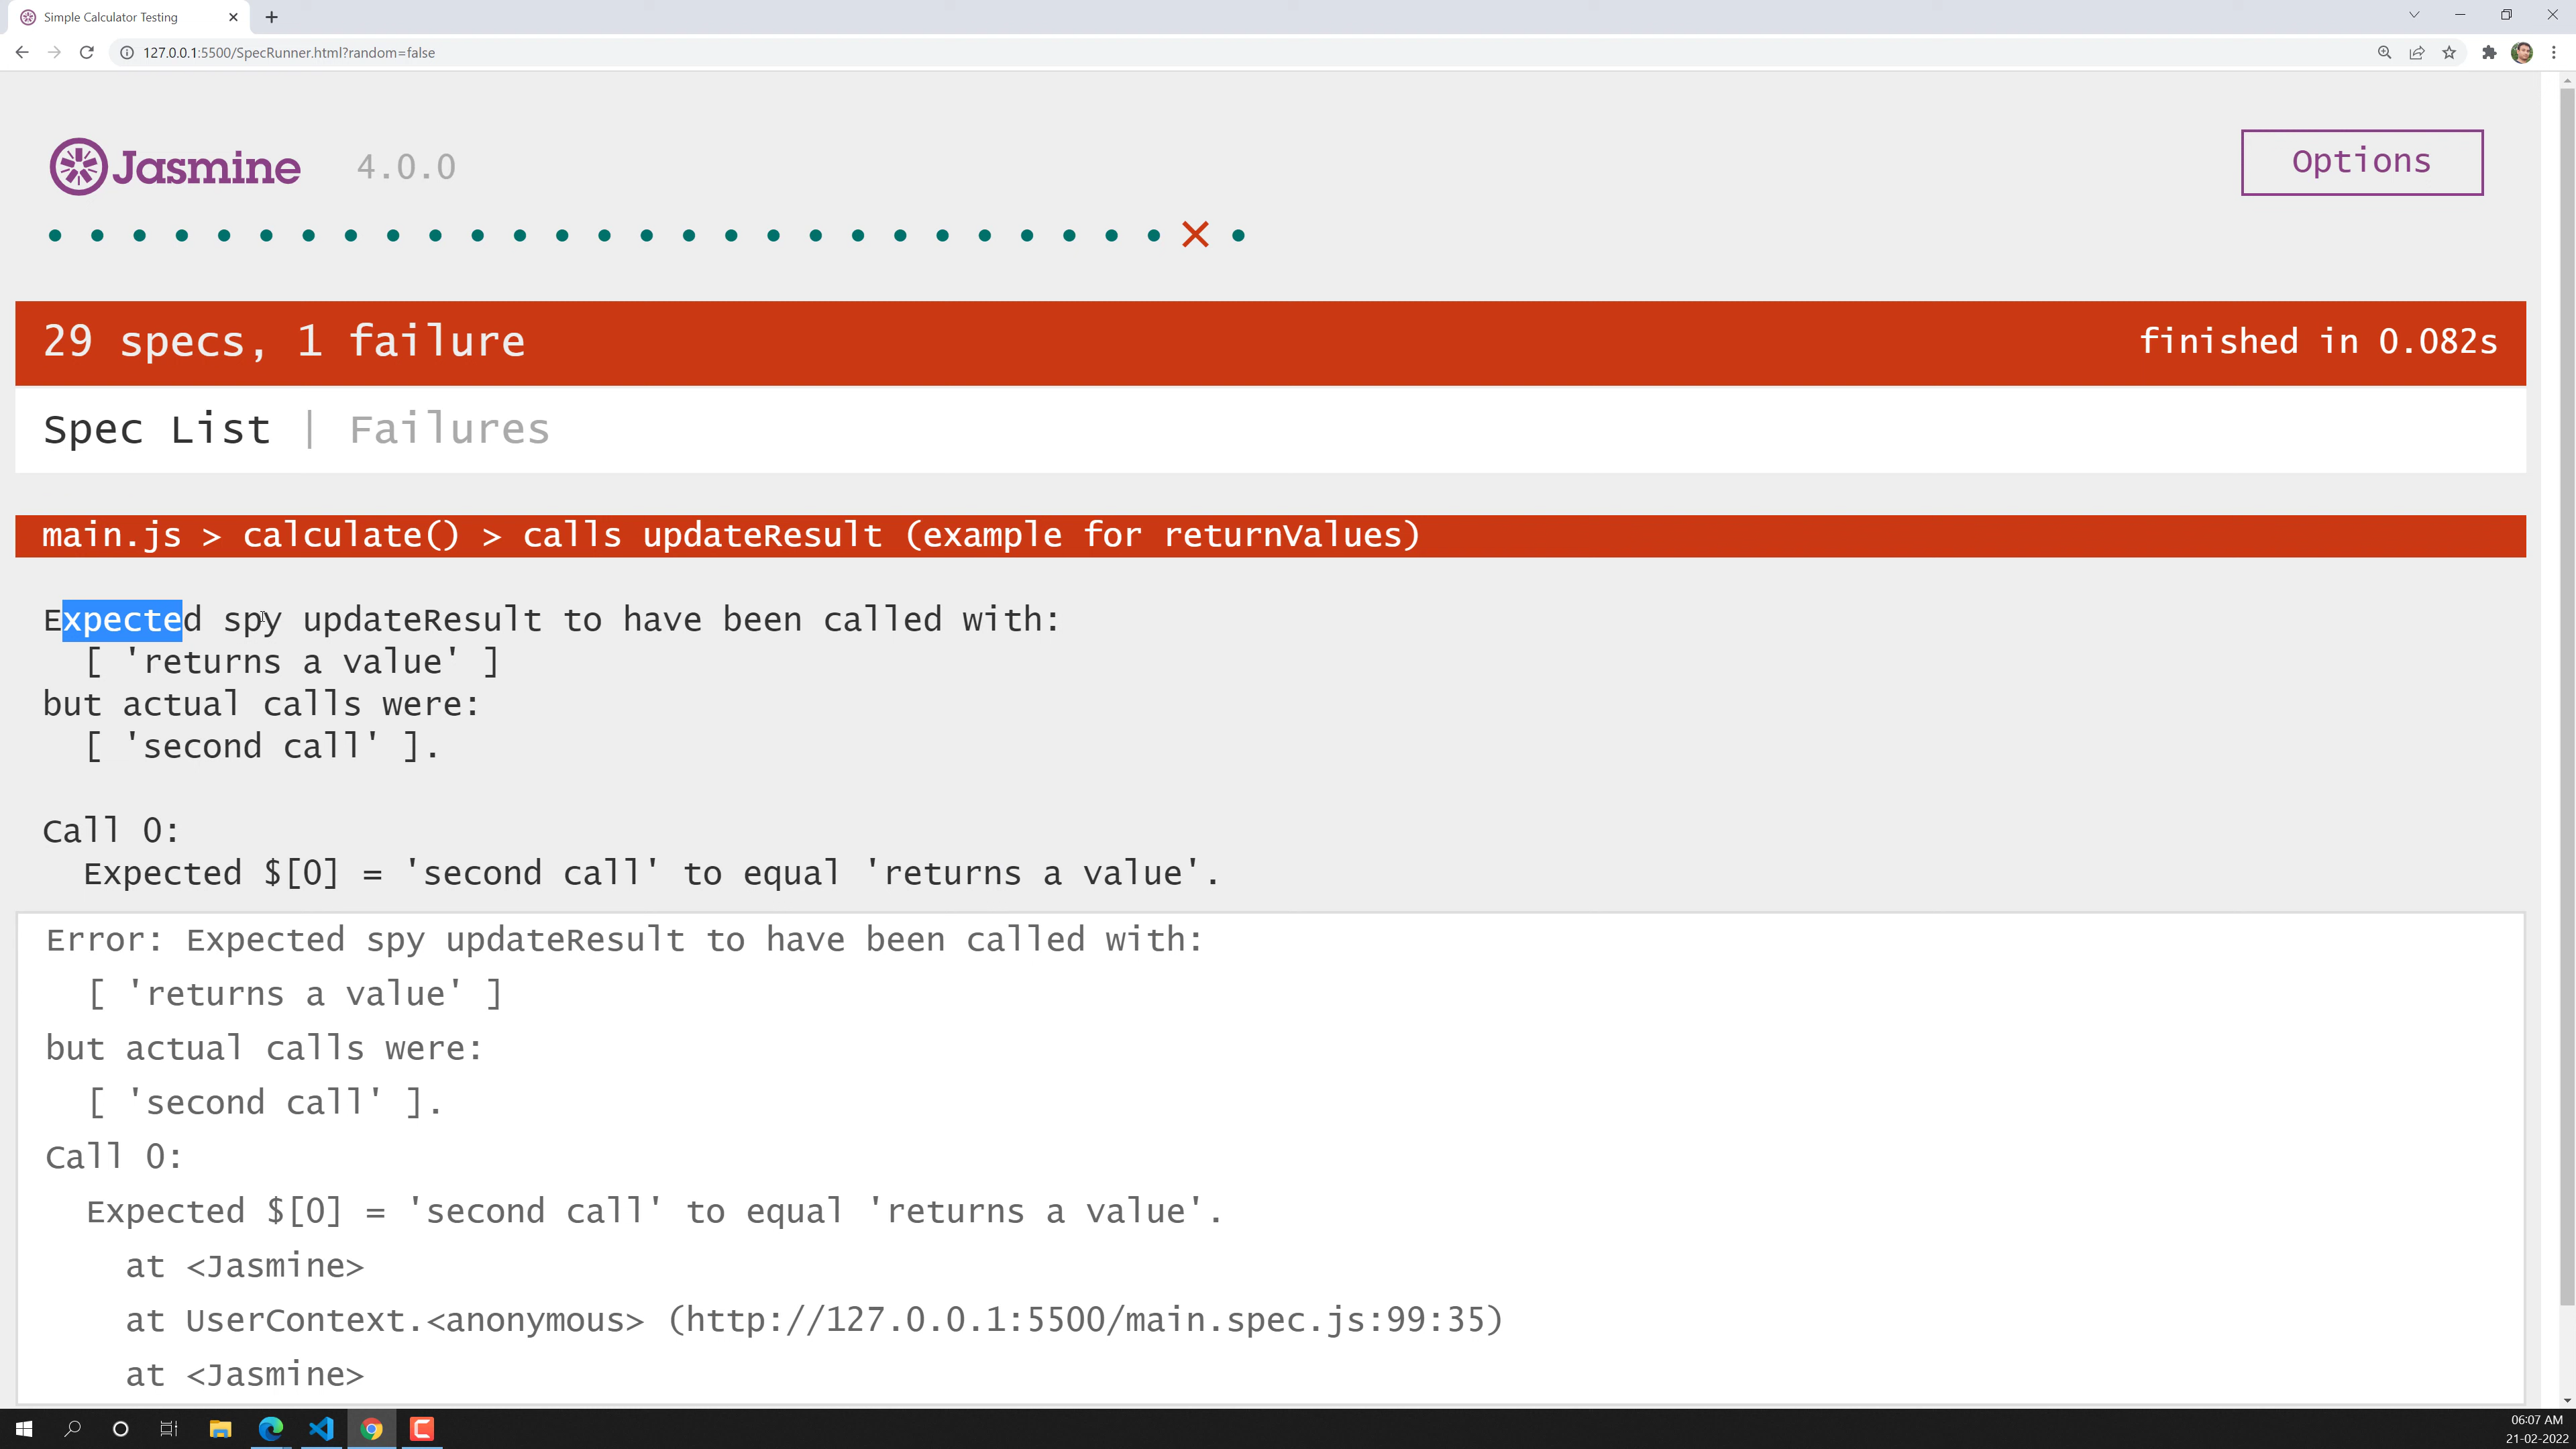 Simple Calculator Testing
127.0.0.1:5500/SpecRunner.html?random=false
Jasmine 4.0.0
Options
29 specs, 1 failure
finished in 0.082s
Spec List | Failures
main.js > calculate() > calls updateResult (example for returnValues)
Expected spy updateResult to have been called with:
[ 'returns a value' ]
but actual calls were:
[ 'second call' ].
Call 0:
Expected $[0] = 'second call' to equal 'returns a value'.
Error: Expected spy updateResult to have been called with:
[ 'returns a value' ]
but actual calls were:
[ 'second call' ].
Call 0:
Expected $[0] = 'second call' to equal 'returns a value'.
at <Jasmine>
at UserContext.<anonymous> (http://127.0.0.1:5500/main.spec.js:99:35)
at <Jasmine>
06:07 AM
21-02-2022